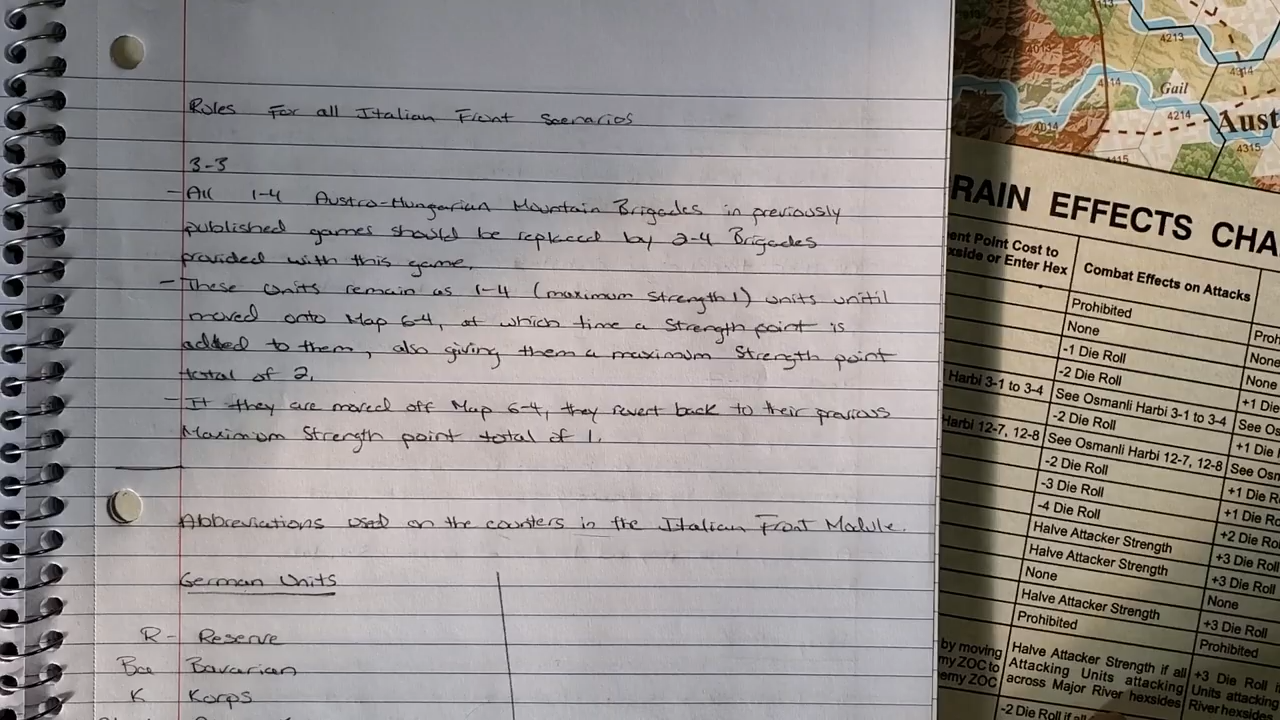 Rules For all Italian Front Scenarios
3-3
- All 1-4 Austro-Hungarian Mountain Brigades in previously
published games should be replaced by 2-4 Brigades
provided with this game.
- These Units remain as 1-4 (maximum strength 1) units unitil
moved onto Map 6-4, at which time a Strength point is
added to them, also giving them a maximum Strength point
total of 2.
- If they are moved off Map 6-4, they revert back to their previous
Maximum Strength point total of 1.
Abbreviations used on the counters in the Italian Front Module.
German Units
R- Reserve
Bae Bavarian
K Korps
4213
4013
4314
4114
Gail
4214
4014
Aust
4315
4115
RAIN EFFECTS CHA
ent Point Cost to
xside or Enter Hex
Combat Effects on Attacks
Prohibited
Proh
None
None
-1 Die Roll
None
-2 Die Roll
+1 Die
Harbi 3-1 to 3-4
See Osmanli Harbi 3-1 to 3-4
See Os
-2 Die Roll
+1 Die
Harbi 12-7, 12-8
See Osmanli Harbi 12-7, 12-8
See Osm
-2 Die Roll
+1 Die R
-3 Die Roll
+1 Die R
-4 Die Roll
+2 Die Ro
Halve Attacker Strength
+3 Die Roll
Halve Attacker Strength
+3 Die Roll
None
None
Halve Attacker Strength
+3 Die Roll
Prohibited
Prohibited
by moving
my ZOC to
emy ZOC
Halve Attacker Strength if all
Attacking Units attacking
across Major River hexsides
+3 Die Roll i
Units attacking
River hexsides
-2 Die Roll if all